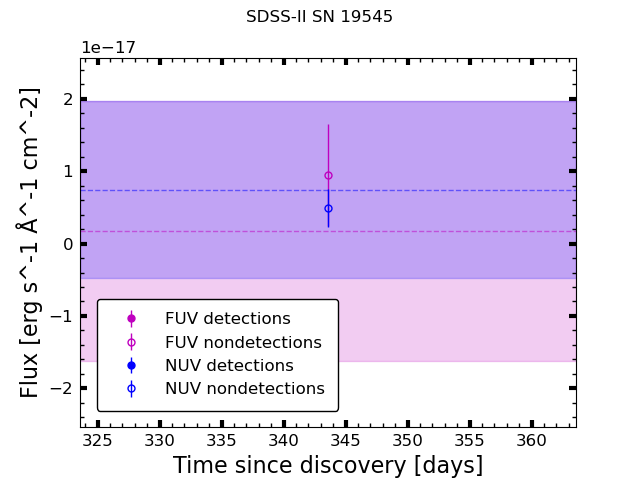 SDSS-II SN 19545
1e−17
2
1
0
−1
−2
Flux [erg s^-1 Å^-1 cm^-2]
FUV detections
FUV nondetections
NUV detections
NUV nondetections
325 330 335 340 345 350 355 360
Time since discovery [days]